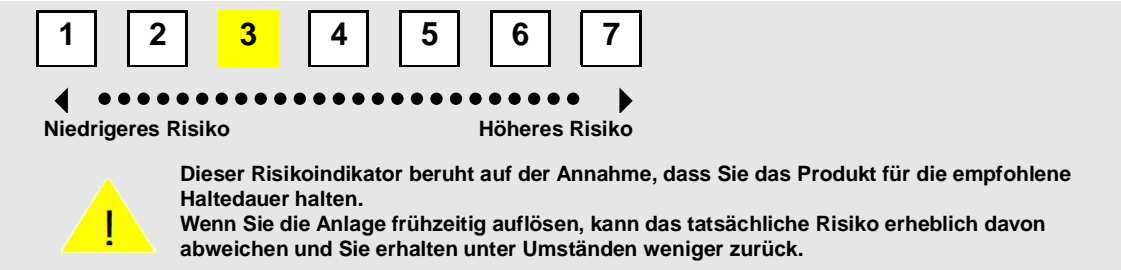 1 2 3 4 5 6 7
Niedrigeres Risiko Höheres Risiko
Dieser Risikoindikator beruht auf der Annahme, dass Sie das Produkt für die empfohlene
Haltedauer halten.
Wenn Sie die Anlage frühzeitig auflösen, kann das tatsächliche Risiko erheblich davon
abweichen und Sie erhalten unter Umständen weniger zurück.
!